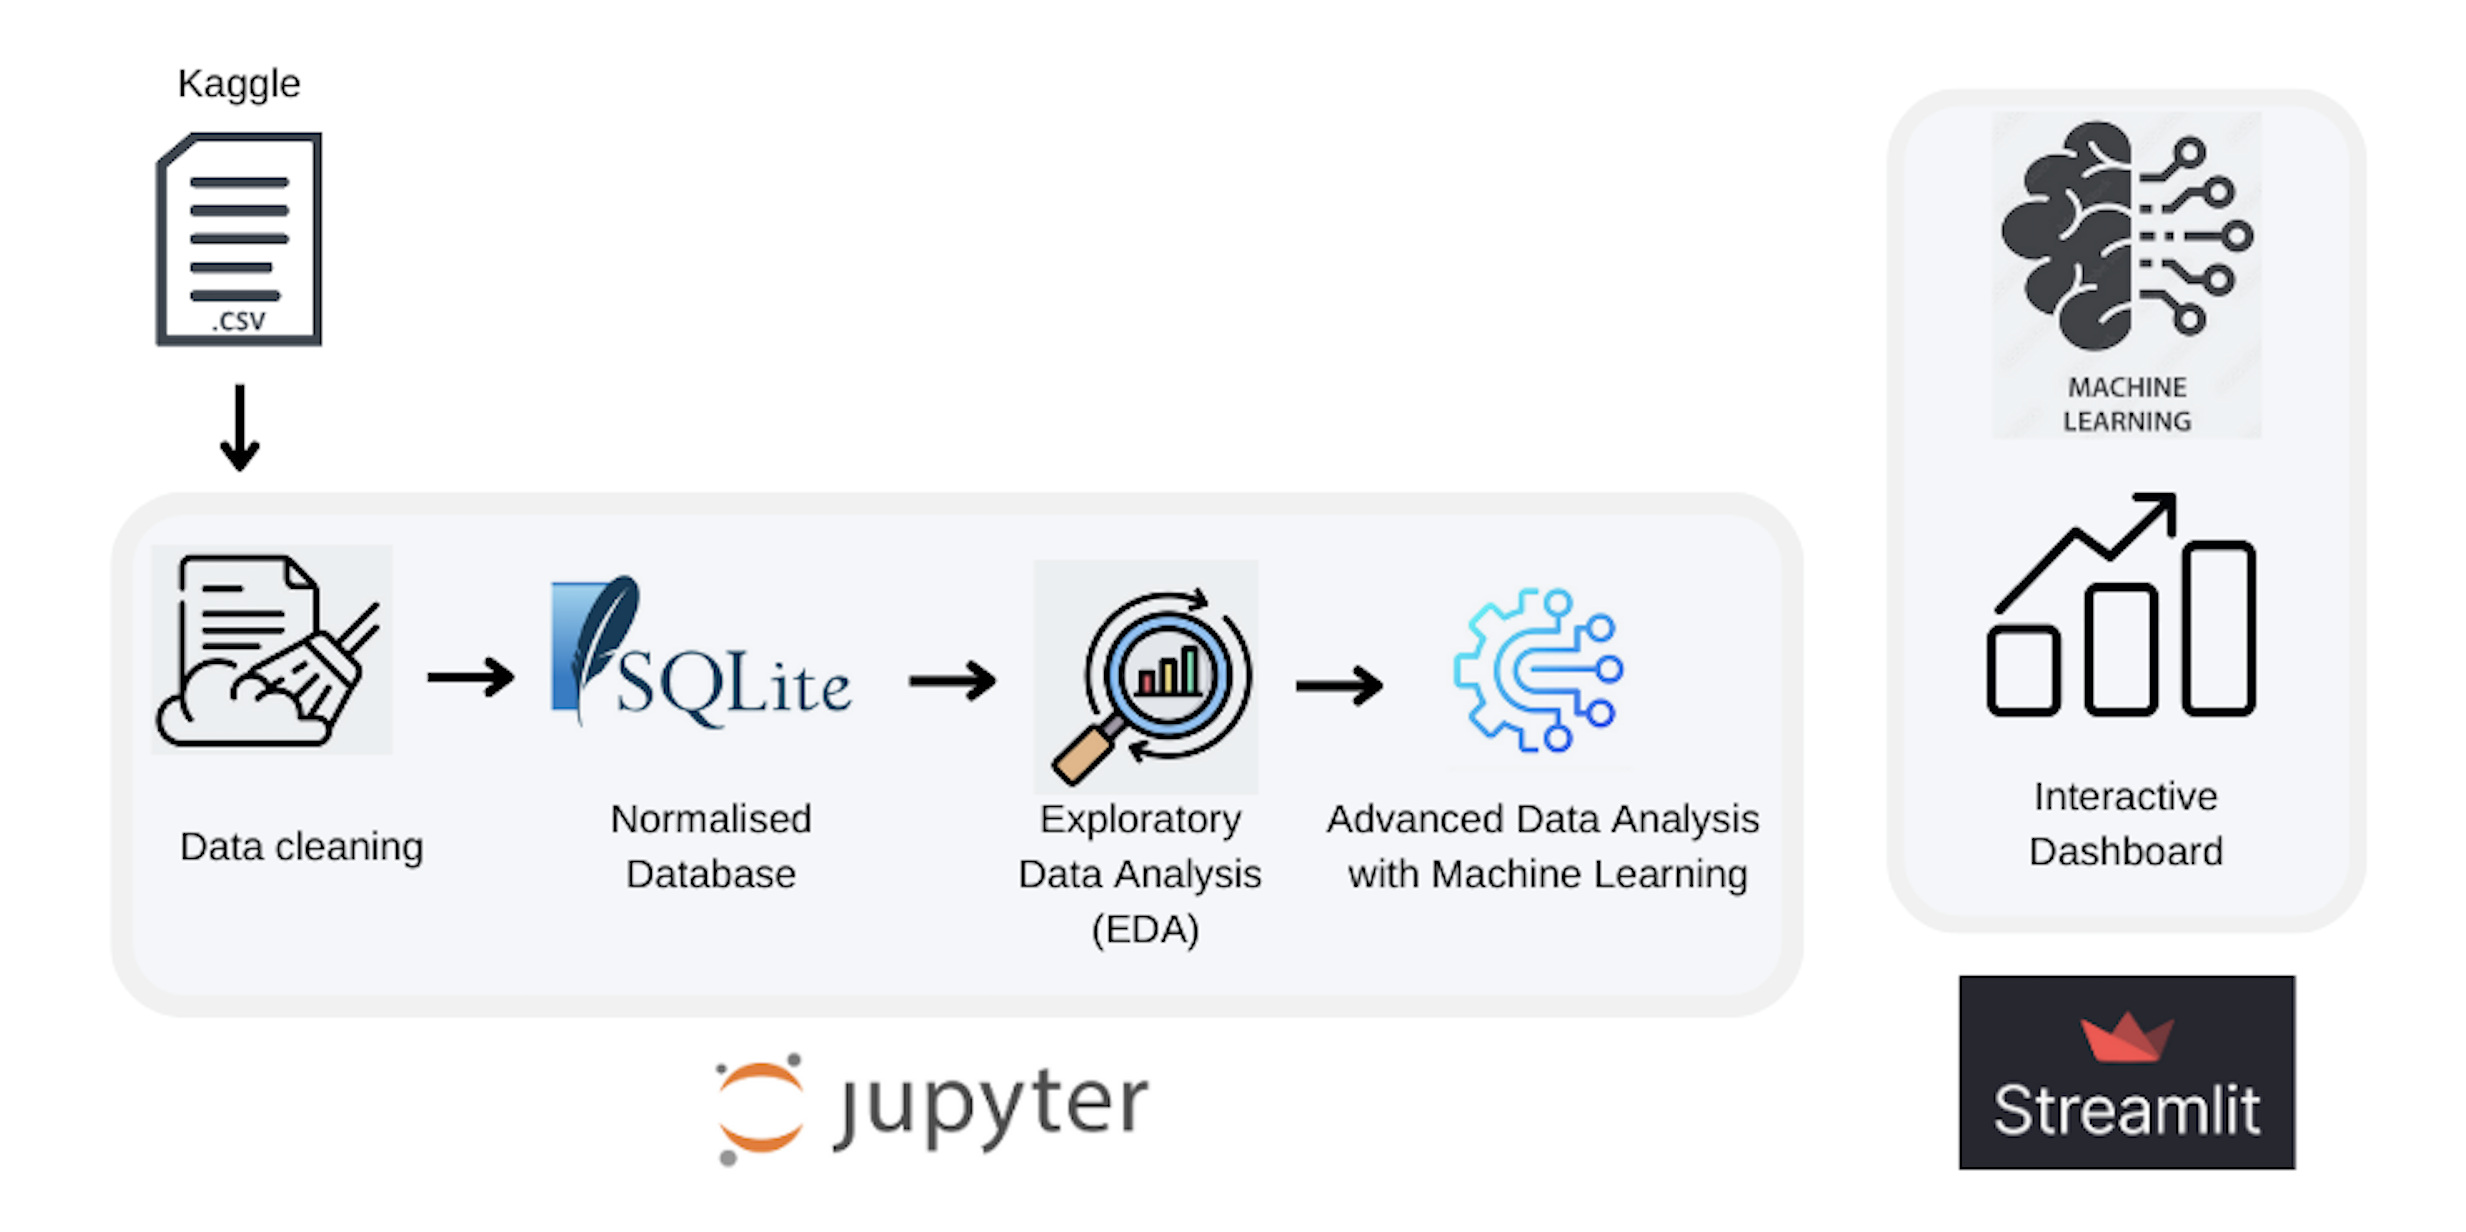 Kaggle
.CSV
Data cleaning
SQLite
Normalised
Database
Exploratory
Data Analysis
(EDA)
Advanced Data Analysis
with Machine Learning
jupyter
MACHINE
LEARNING
Interactive
Dashboard
Streamlit